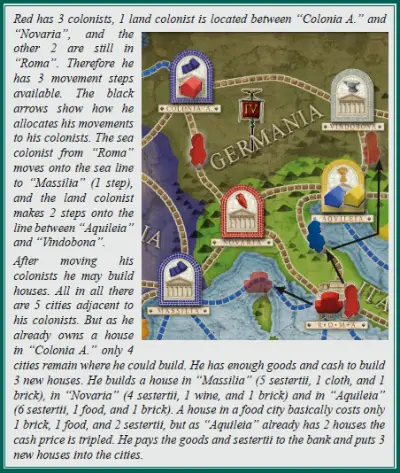 Red has 3 colonists, 1 land colonist is located between “Colonia A.” and
“Novaria”, and the
other 2 are still in
“Roma”. Therefore he
has 3 movement steps
available. The black
arrows show how he
allocates his movements
to his colonists. The sea
colonist from “Roma”
moves onto the sea line
to “Massilia” (1 step),
and the land colonist
makes 2 steps onto the
line between “Aquileia”
and “Vindobona”.
After moving his
colonists he may build
houses. All in all there
are 5 cities adjacent to
his colonists. But as he
already owns a house
in “Colonia A.” only 4
cities remain where he could build. He has enough goods and cash to build
3 new houses. He builds a house in “Massilia” (5 sestertii, 1 cloth, and 1
brick), in “Novaria” (4 sestertii, 1 wine, and 1 brick) and in “Aquileia”
(6 sestertii, 1 food, and 1 brick). A house in a food city basically costs only
1 brick, 1 food, and 2 sestertii, but as “Aquileia” already has 2 houses the
cash price is tripled. He pays the goods and sestertii to the bank and puts 3
new houses into the cities.
COLONIA A.
IV
GERMANIA
VINDOBONA
AQVILEIA
NOVARIA
MASSILIA
ROMA
ITA